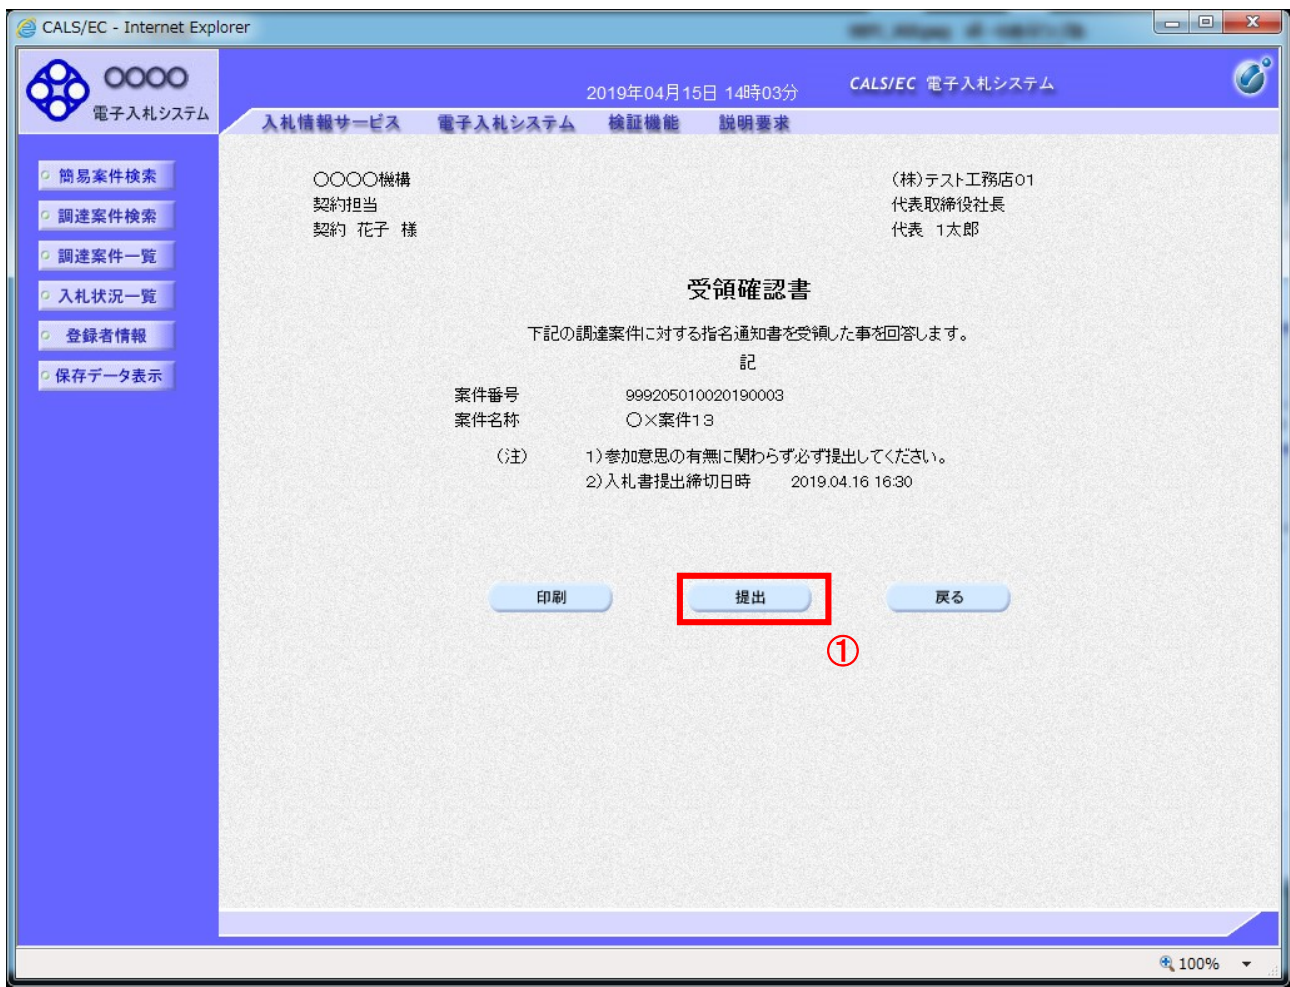 CALS/EC - Internet Explorer
○○○○
電子入札システム
2019年04月15日 14時03分
CALS/EC 電子入札システム
入札情報サービス 電子入札システム 検証機能 説明要求
簡易案件検索
調達案件検索
調達案件一覧
入札状況一覧
登録者情報
保存データ表示
○○○○機構
契約担当
契約 花子 様
(株)テスト工務店01
代表取締役社長
代表 1太郎
受領確認書
下記の調達案件に対する指名通知書を受領した事を回答します。
記
案件番号 999205010020190003
案件名称 ○×案件13
(注) 1)参加意思の有無に関わらず必ず提出してください。
2)入札書提出締切日時 2019.04.16 16:30
印刷 提出 戻る
①
100%